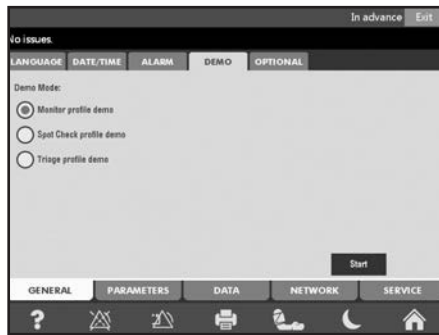 In advance Exit
No issues.
LANGUAGE DATE/TIME ALARM DEMO OPTIONAL
Demo Mode:
Monitor profile demo
Spot Check profile demo
Triage profile demo
Start
GENERAL PARAMETERS DATA NETWORK SERVICE
?